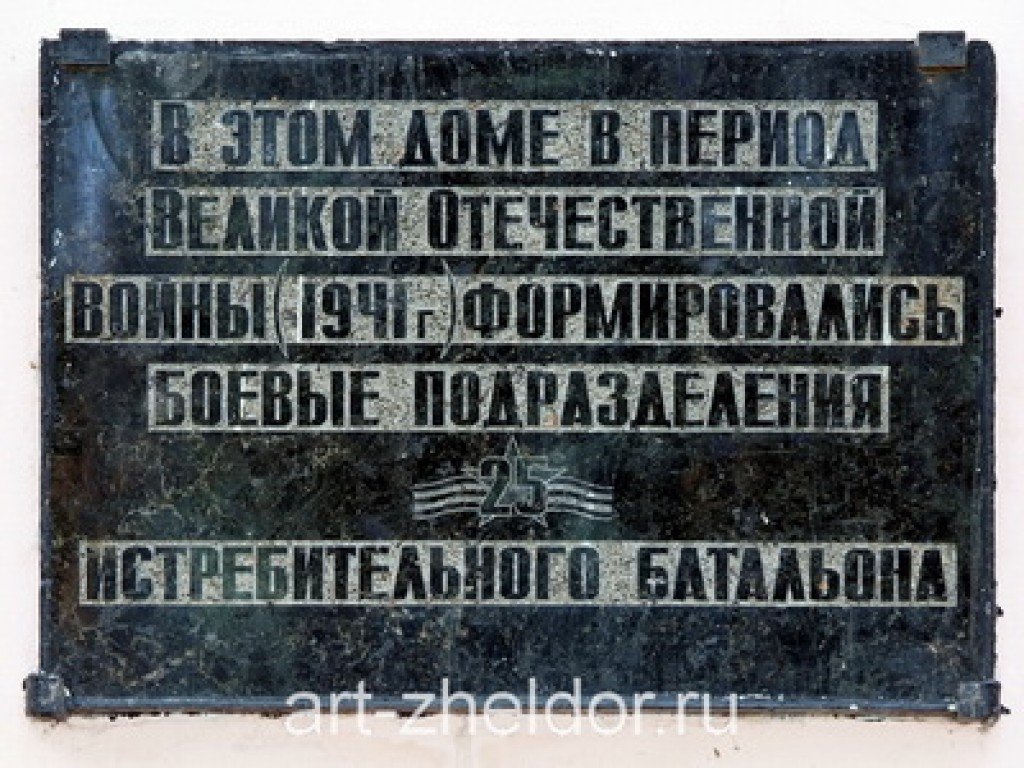 В ЭТОМ ДОМЕ В ПЕРИОД
ВЕЛИКОЙ ОТЕЧЕСТВЕННОЙ
ВОЙНЫ (1941г) ФОРМИРОВАЛИСЬ
БОЕВЫЕ ПОДРАЗДЕЛЕНИЯ
25
ИСТРЕБИТЕЛЬНОГО БАТАЛЬОНА
art-zheldor.ru